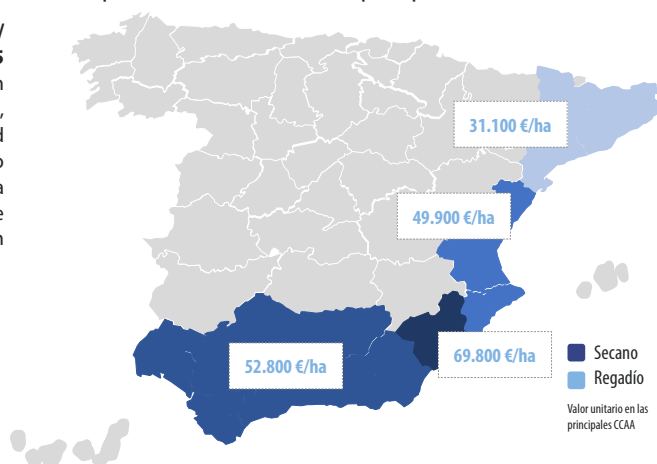 31.100 €/ha
49.900 €/ha
52.800 €/ha
69.800 €/ha
Secano
Regadío
Valor unitario en las
principales CCAA